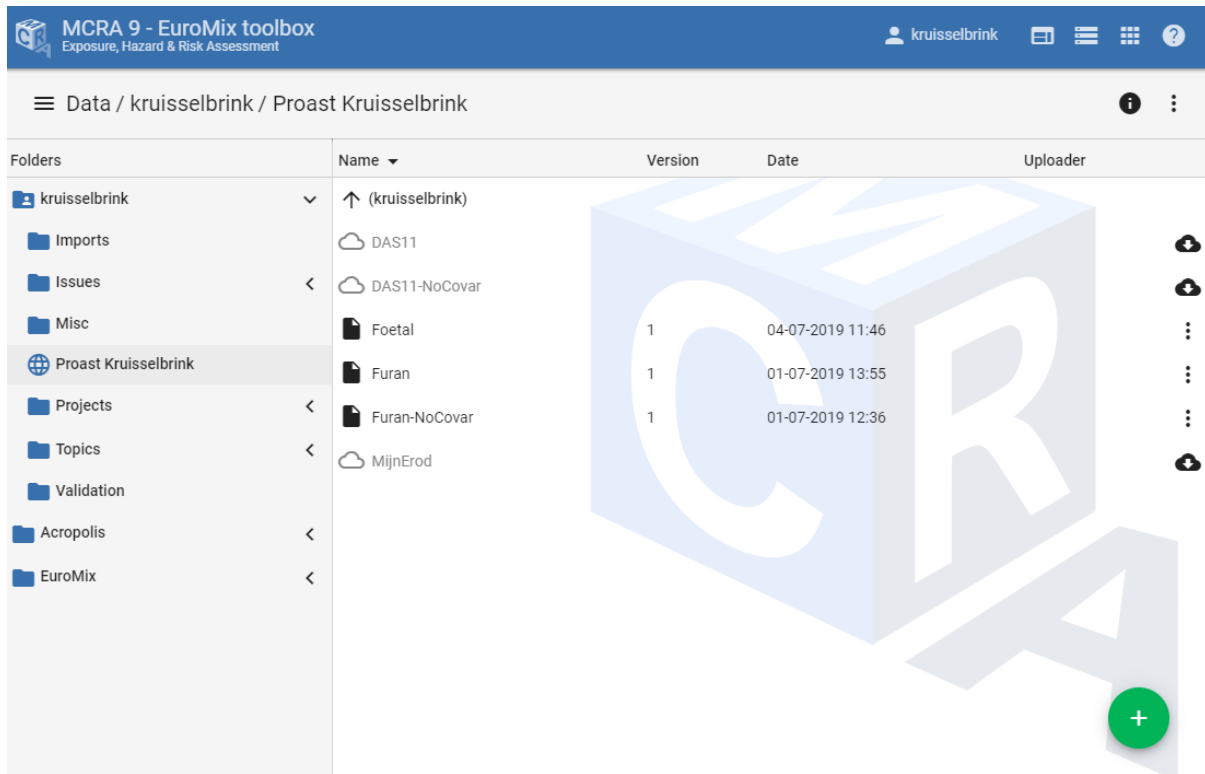 MCRA 9 - EuroMix toolbox
Exposure, Hazard & Risk Assessment
kruisselbrink
Data / kruisselbrink / Proast Kruisselbrink
Folders
Name Version Date Uploader
kruisselbrink
(kruisselbrink)
Imports
DAS11
Issues
DAS11-NoCovar
Misc
Foetal 1 04-07-2019 11:46
Proast Kruisselbrink
Furan 1 01-07-2019 13:55
Projects
Furan-NoCovar 1 01-07-2019 12:36
Topics
MijnErod
Validation
Acropolis
EuroMix
MCRA